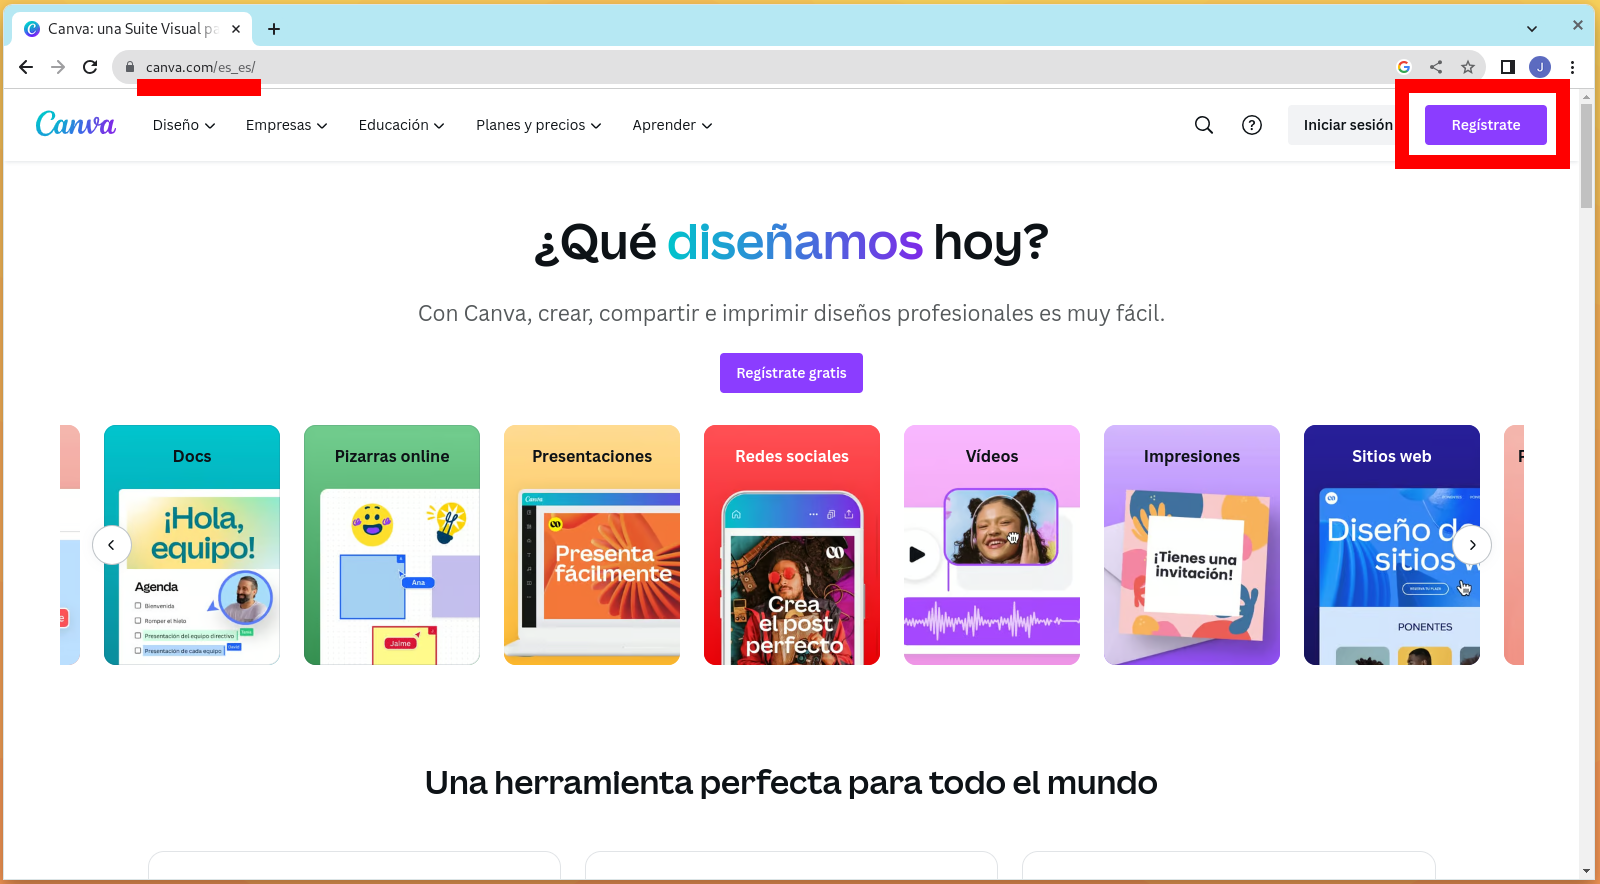 Canva: una Suite Visual pa
canva.com/es_es/
J
Canva
Diseño
Empresas
Educación
Planes y precios
Aprender
Iniciar sesión
Regístrate
¿Qué diseñamos hoy?
Con Canva, crear, compartir e imprimir diseños profesionales es muy fácil.
Regístrate gratis
Docs
¡Hola,
equipo!
Agenda
Bienvenida
Romper el hielo
Presentación del equipo directivo
Presentación de cada equipo
Pizarras online
Ana
Jaime
Presentaciones
Canva
Presenta
fácilmente
Redes sociales
Crea
el post
perfecto
Vídeos
Impresiones
¡Tienes una
invitación!
Sitios web
Diseño de
sitios w
PONENTES
Una herramienta perfecta para todo el mundo